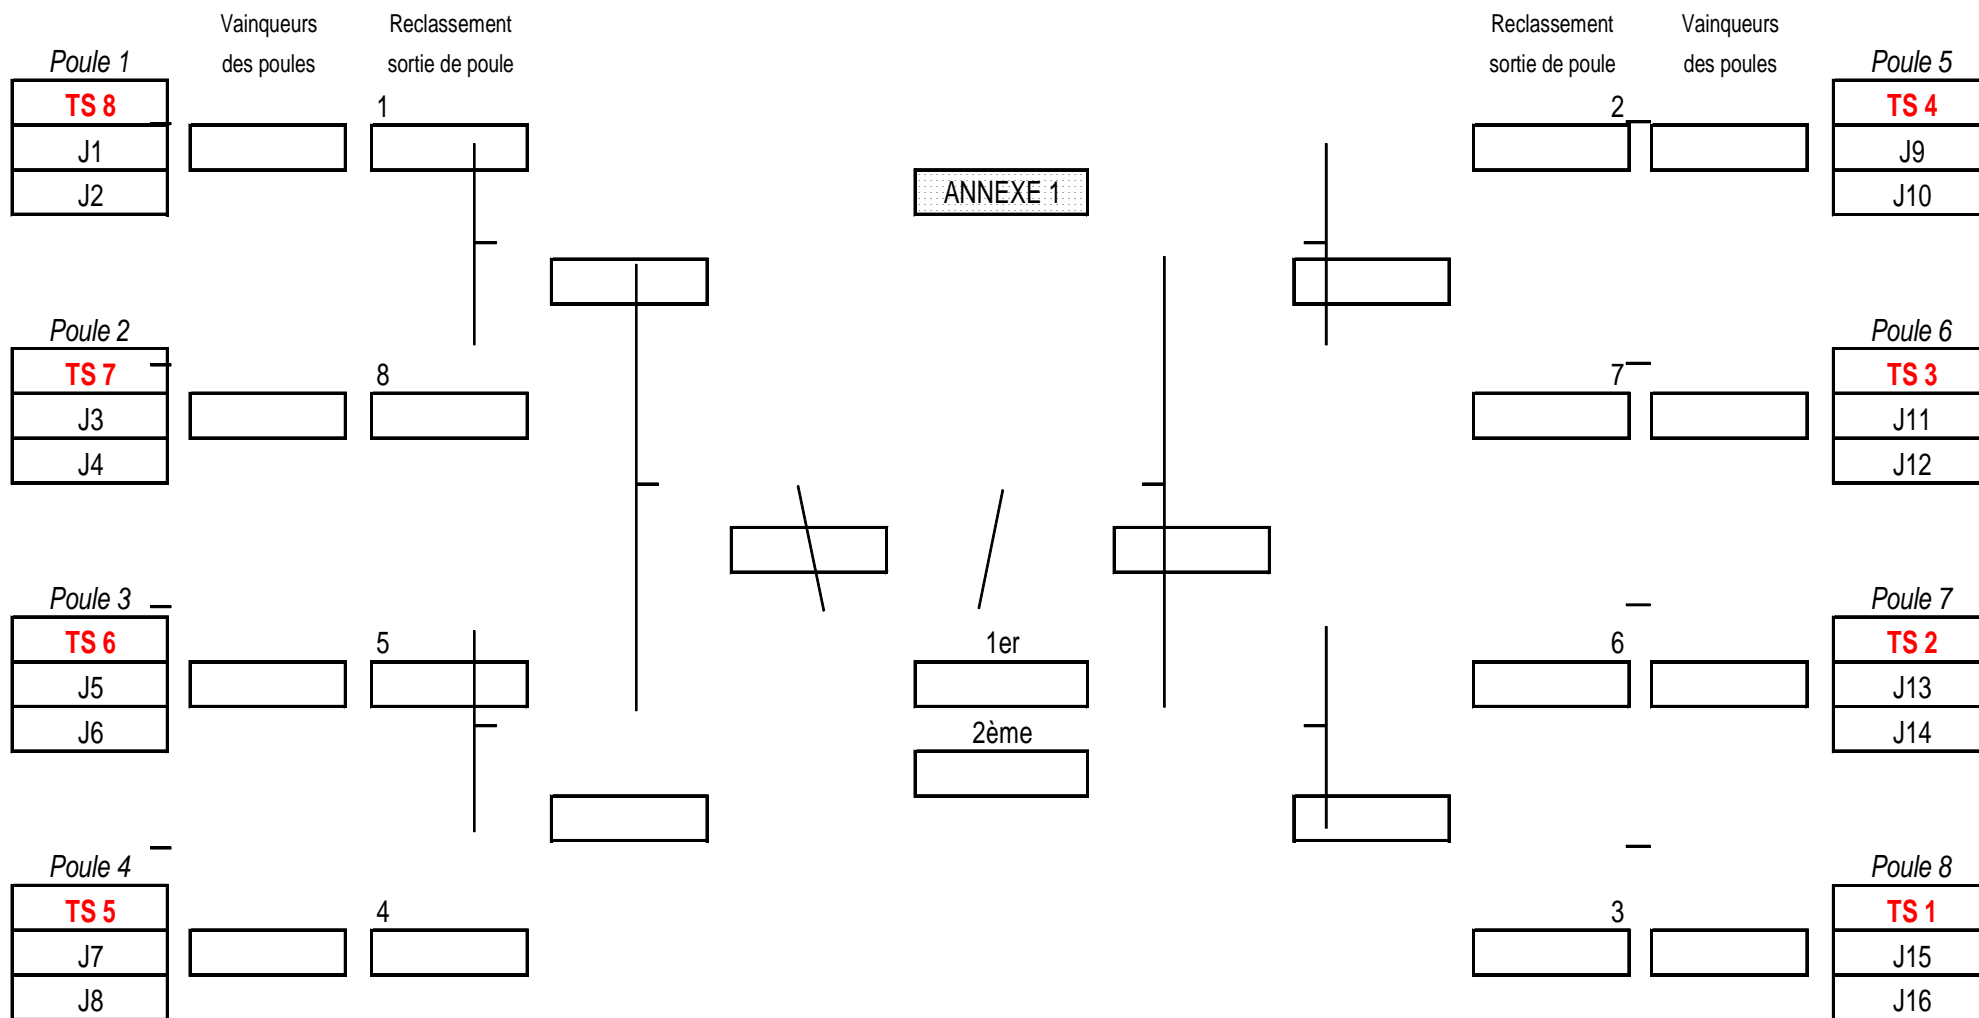 Vainqueurs
des poules
Reclassement
sortie de poule
Reclassement
sortie de poule
Vainqueurs
des poules
Poule 1
TS 8
J1
J2
1
ANNEXE 1
2
Poule 5
TS 4
J9
J10
Poule 2
TS 7
J3
J4
8
7
Poule 6
TS 3
J11
J12
Poule 3
TS 6
J5
J6
5
1er
2ème
6
Poule 7
TS 2
J13
J14
Poule 4
TS 5
J7
J8
4
3
Poule 8
TS 1
J15
J16